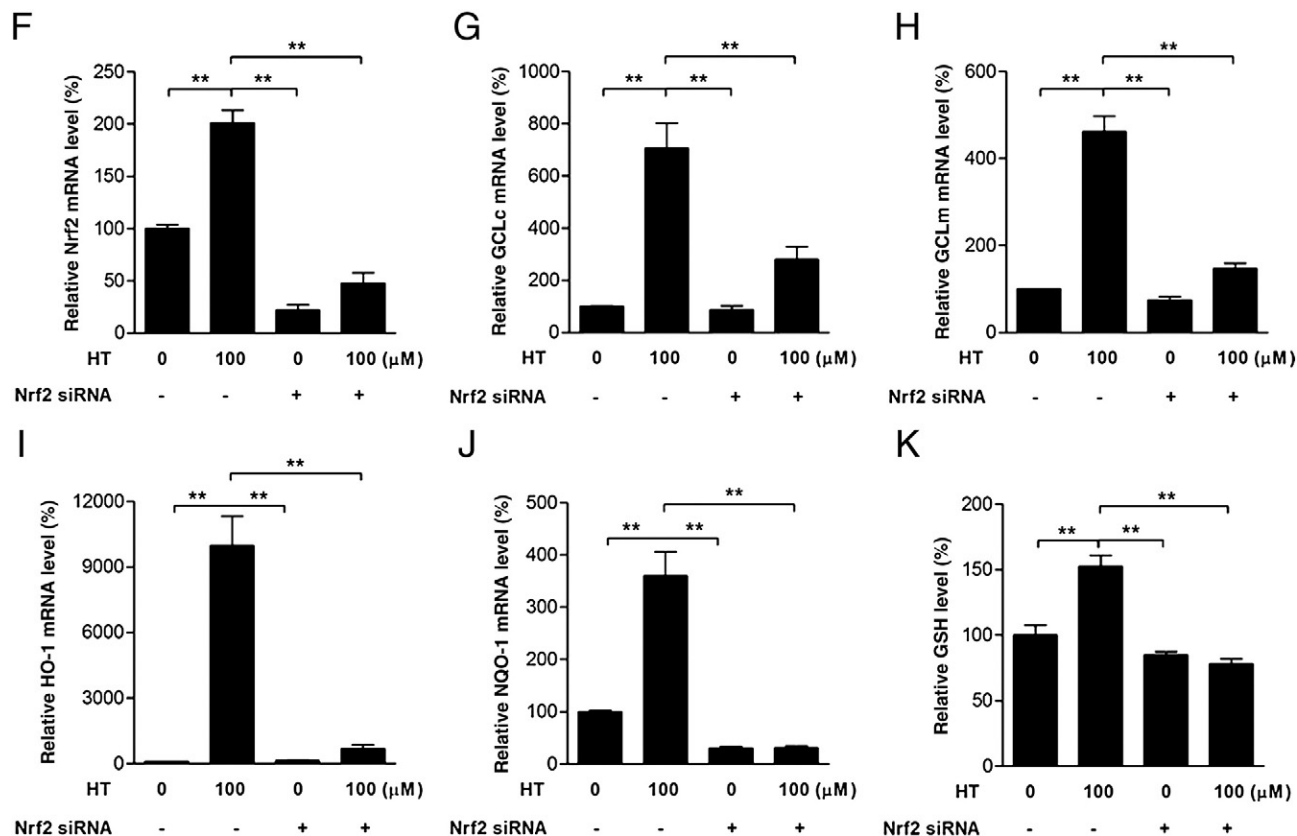 F
Relative Nrf2 mRNA level (%)
250
200
150
100
50
0
** ** **
HT 0 100 0 100 (μM)
Nrf2 siRNA - - + +
G
Relative GCLc mRNA level (%)
1000
800
600
400
200
0
** ** **
HT 0 100 0 100 (μM)
Nrf2 siRNA - - + +
H
Relative GCLm mRNA level (%)
600
400
200
0
** ** **
HT 0 100 0 100 (μM)
Nrf2 siRNA - - + +
I
Relative HO-1 mRNA level (%)
12000
9000
6000
3000
0
** ** **
HT 0 100 0 100 (μM)
Nrf2 siRNA - - + +
J
Relative NQO-1 mRNA level (%)
500
400
300
200
100
0
** ** **
HT 0 100 0 100 (μM)
Nrf2 siRNA - - + +
K
Relative GSH level (%)
200
150
100
50
0
** ** **
HT 0 100 0 100 (μM)
Nrf2 siRNA - - + +